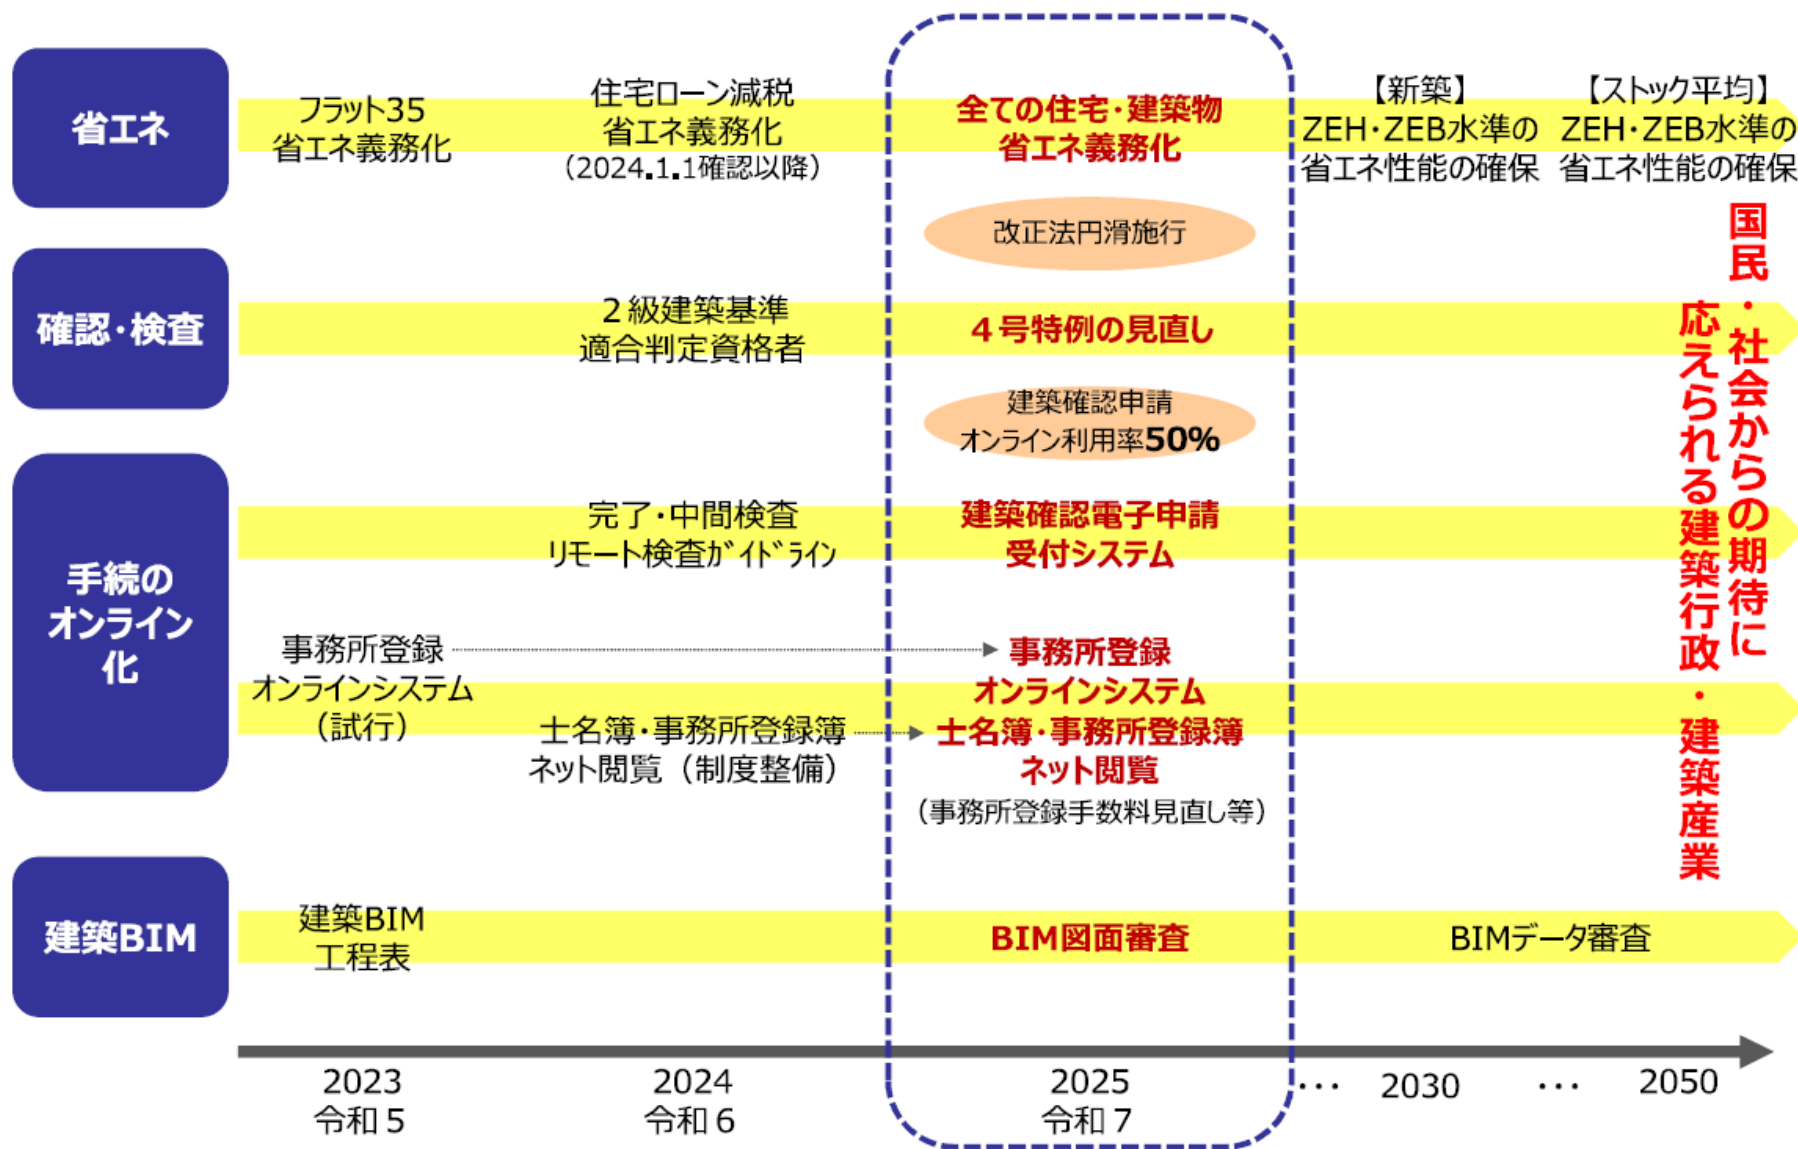 省エネ
フラット35
省エネ義務化
住宅ローン減税
省エネ義務化
(2024.1.1確認以降)
全ての住宅・建築物
省エネ義務化
【新築】
ZEH・ZEB水準の
省エネ性能の確保
【ストック平均】
ZEH・ZEB水準の
省エネ性能の確保
改正法円滑施行
確認・検査
２級建築基準
適合判定資格者
４号特例の見直し
建築確認申請
オンライン利用率50%
手続の
オンライン
化
完了・中間検査
リモート検査ｶﾞｲﾄﾞﾗｲﾝ
建築確認電子申請
受付システム
事務所登録
オンラインシステム
（試行）
士名簿・事務所登録簿
ネット閲覧（制度整備）
事務所登録
オンラインシステム
士名簿・事務所登録簿
ネット閲覧
（事務所登録手数料見直し等）
建築BIM
建築BIM
工程表
BIM図面審査
BIMデータ審査
国民・社会からの期待に
応えられる建築行政・建築産業
2023
令和５
2024
令和６
2025
令和７
…
2030
…
2050